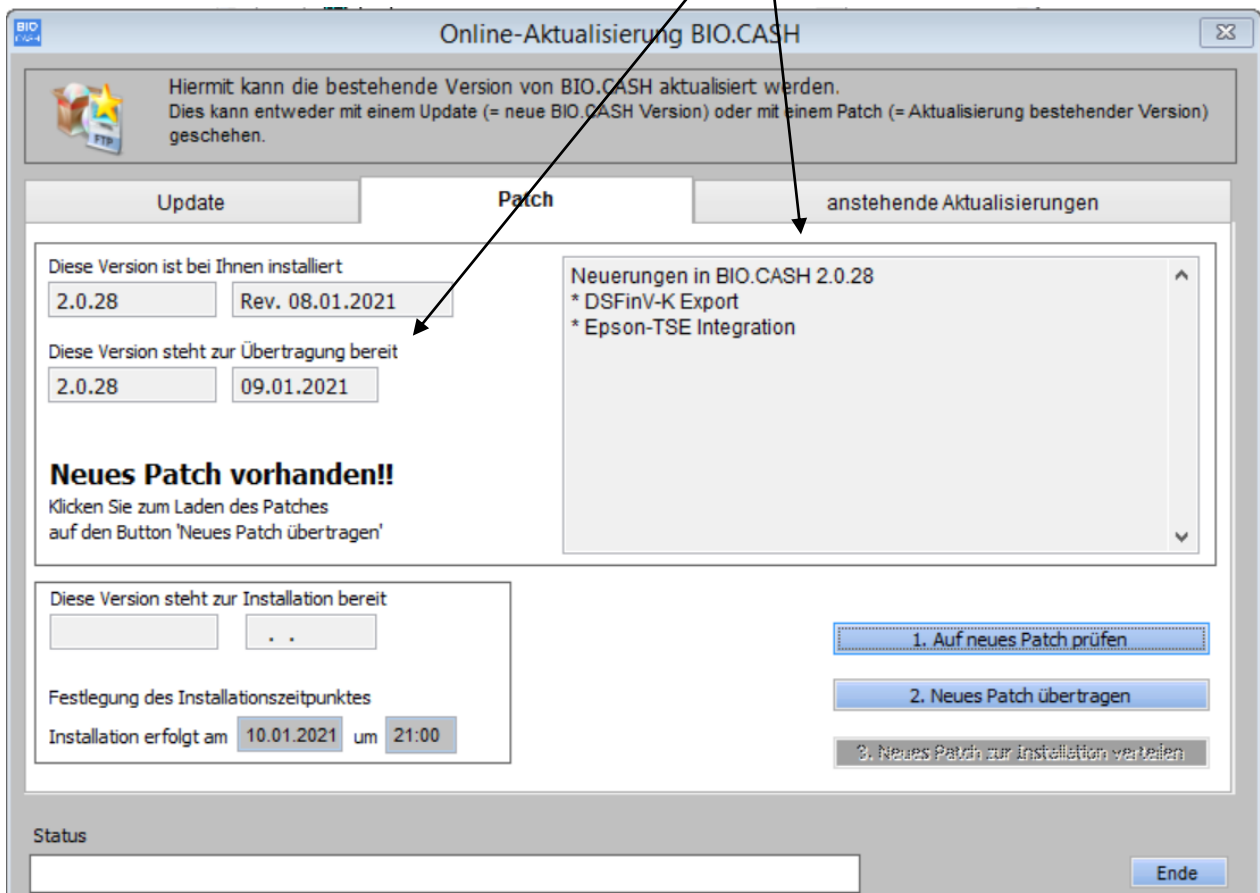 BIO
CASH
Online-Aktualisierung BIO.CASH
Hiermit kann die bestehende Version von BIO.CASH aktualisiert werden.
Dies kann entweder mit einem Update (= neue BIO.CASH Version) oder mit einem Patch (= Aktualisierung bestehender Version)
geschehen.
FTP
Update
Patch
anstehende Aktualisierungen
Diese Version ist bei Ihnen installiert
2.0.28 Rev. 08.01.2021
Diese Version steht zur Übertragung bereit
2.0.28 09.01.2021
Neues Patch vorhanden!!
Klicken Sie zum Laden des Patches
auf den Button 'Neues Patch übertragen'
Neuerungen in BIO.CASH 2.0.28
* DSFinV-K Export
* Epson-TSE Integration
Diese Version steht zur Installation bereit
. .
Festlegung des Installationszeitpunktes
Installation erfolgt am 10.01.2021 um 21:00
1. Auf neues Patch prüfen
2. Neues Patch übertragen
3. Neues Patch zur Installation verteilen
Status
Ende